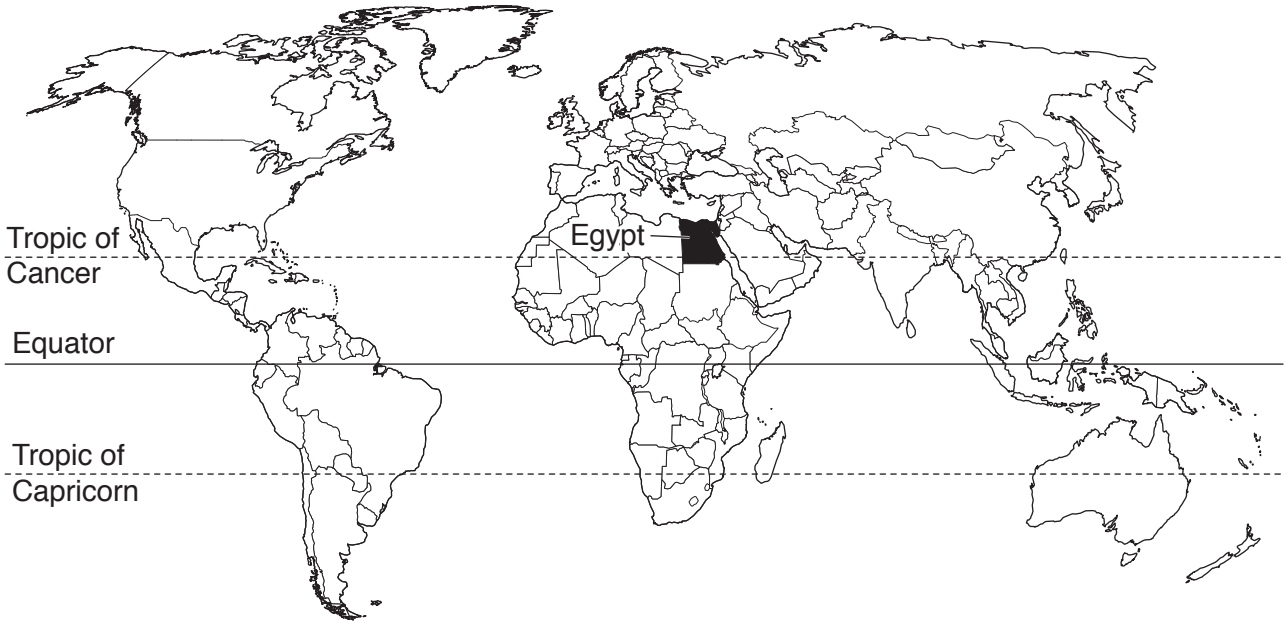 Egypt
Tropic of
Cancer
Equator
Tropic of
Capricorn